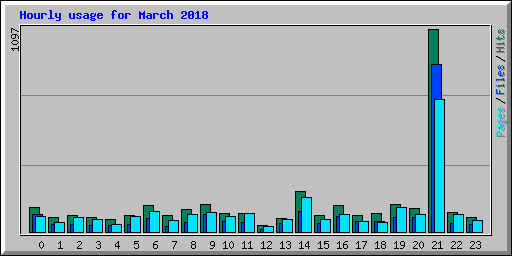 Hourly usage for March 2018
1097
Pages/Files/Hits
0 1 2 3 4 5 6 7 8 9 10 11 12 13 14 15 16 17 18 19 20 21 22 23